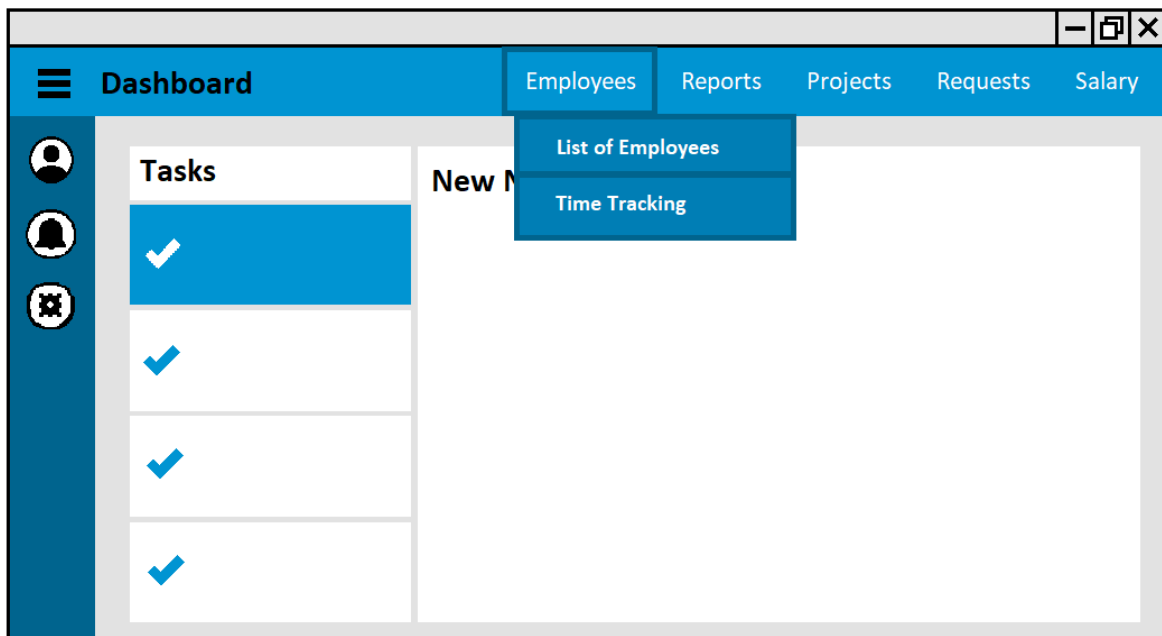 Dashboard
Employees
Reports
Projects
Requests
Salary
List of Employees
Time Tracking
Tasks
New